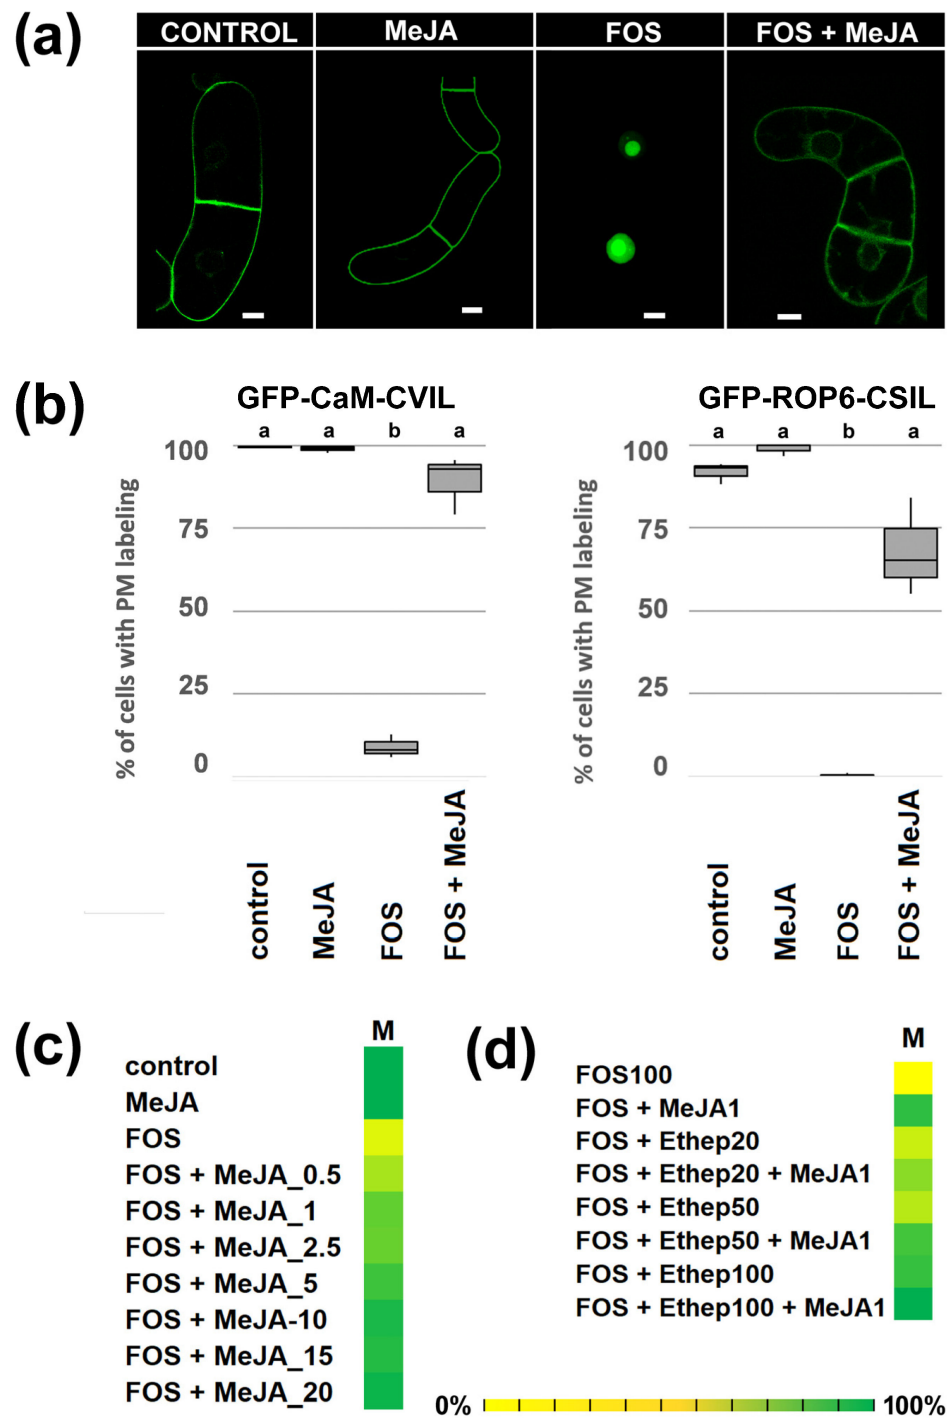 (a)
CONTROL MeJA FOS FOS + MeJA
(b)
GFP-CaM-CVIL
a a b a
100
75
50
25
0
% of cells with PM labeling
control
MeJA
FOS
FOS + MeJA
GFP-ROP6-CSIL
a a b a
100
75
50
25
0
% of cells with PM labeling
control
MeJA
FOS
FOS + MeJA
(c)
M
control
MeJA
FOS
FOS + MeJA_0.5
FOS + MeJA_1
FOS + MeJA_2.5
FOS + MeJA_5
FOS + MeJA-10
FOS + MeJA_15
FOS + MeJA_20
(d)
M
FOS100
FOS + MeJA1
FOS + Ethep20
FOS + Ethep20 + MeJA1
FOS + Ethep50
FOS + Ethep50 + MeJA1
FOS + Ethep100
FOS + Ethep100 + MeJA1
0% 100%